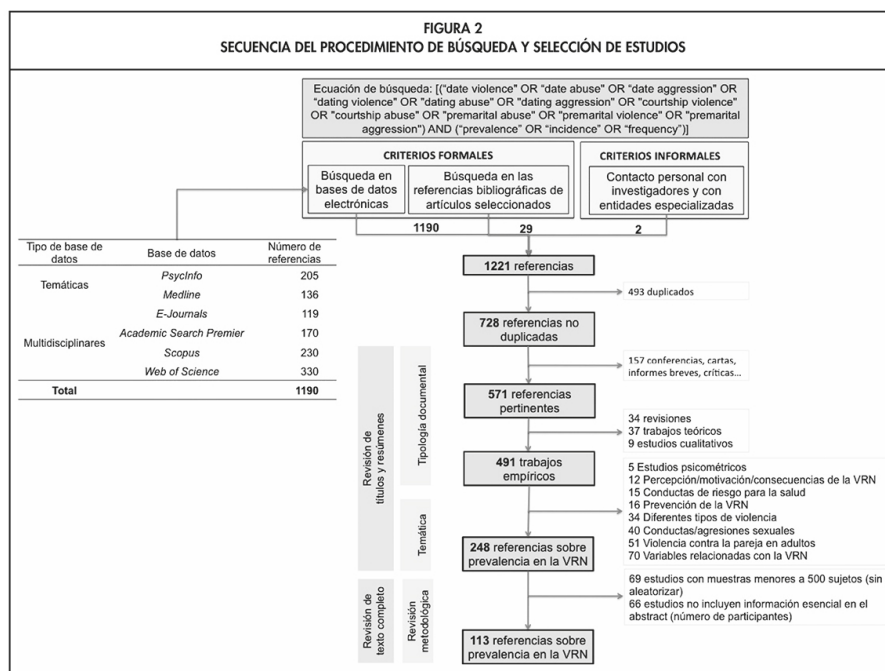 FIGURA 2
SECUENCIA DEL PROCEDIMIENTO DE BÚSQUEDA Y SELECCIÓN DE ESTUDIOS
Ecuación de búsqueda: [("date violence" OR "date abuse" OR "date aggression" OR
"dating violence" OR "dating abuse" OR "dating aggression" OR "courtship violence"
OR "courtship abuse" OR "premarital abuse" OR "premarital violence" OR "premarital
aggression") AND ("prevalence" OR "incidence" OR "frequency")]
CRITERIOS FORMALES
Búsqueda en
bases de datos
electrónicas
Búsqueda en las
referencias bibliográficas de
artículos seleccionado
CRITERIOS INFORMALES
Contacto personal con
investigadores y con
entidades especializadas
1190
29
2
Tipo de base de
datos
Base de datos
Número de
referencias
Temáticas
PsycInfo 205
Medline 136
Multidisciplinares
E-Journals 119
Academic Search Premier 170
Scopus 230
Web of Science 330
Total 1190
1221 referencias
493 duplicados
728 referencias no
duplicadas
157 conferencias, cartas,
informes breves, críticas...
571 referencias
pertinentes
34 revisiones
37 trabajos teóricos
9 estudios cualitativos
491 trabajos
empíricos
5 Estudios psicométricos
12 Percepción/motivación/consecuencias de la VRN
15 Conductas de riesgo para la salud
16 Prevención de la VRN
34 Diferentes tipos de violencia
40 Conductas/agresiones sexuales
51 Violencia contra la pareja en adultos
70 Variables relacionadas con la VRN
248 referencias sobre
prevalencia en la VRN
69 estudios con muestras menores a 500 sujetos (sin
aleatorizar)
66 estudios no incluyen información esencial en el
abstract (número de participantes)
113 referencias sobre
prevalencia en la VRN
Revisión de
títulos y resúmenes
Tipología documental
Temática
Revisión de
texto completo
Revisión
metodológica